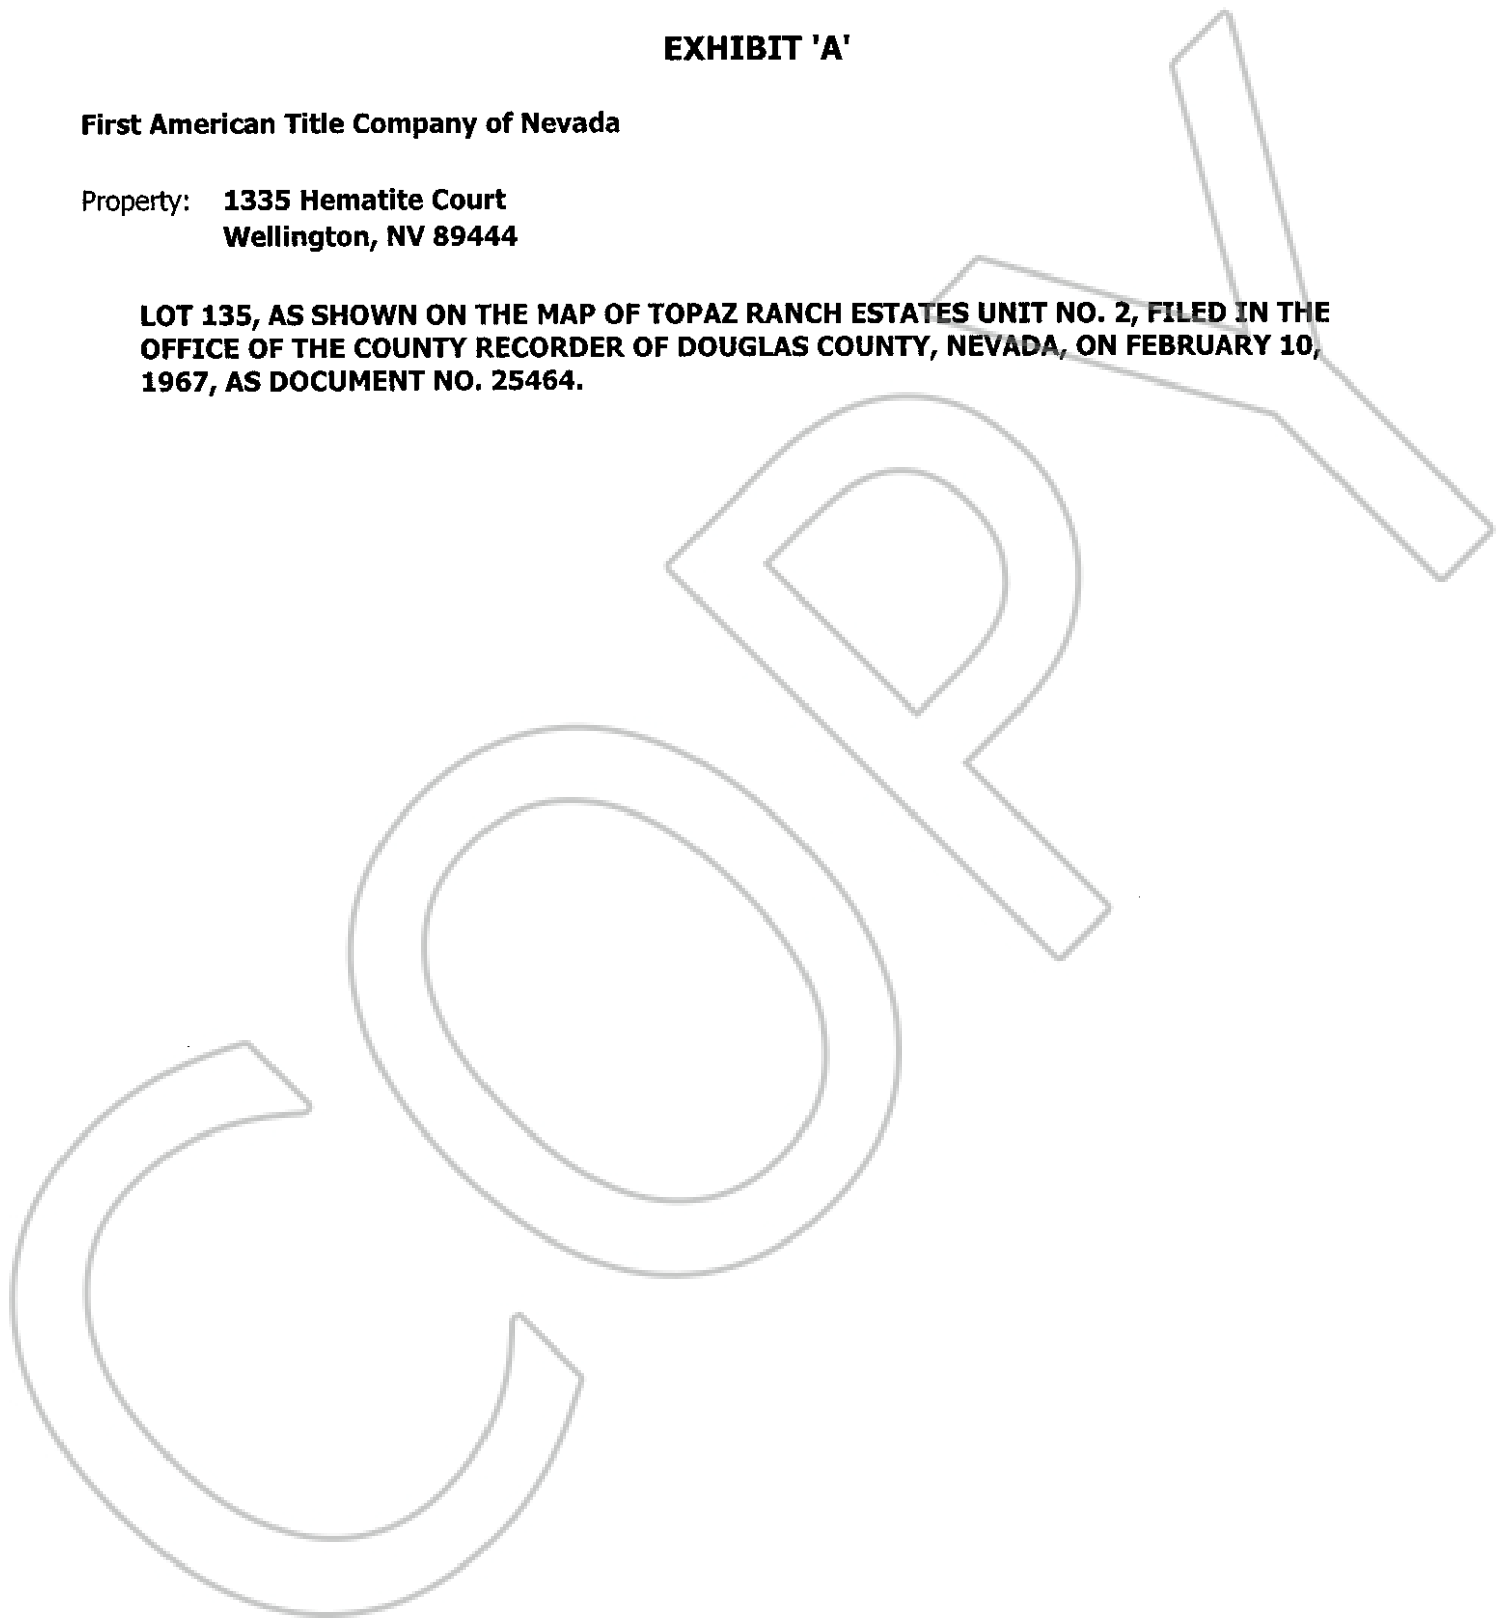 EXHIBIT 'A'
First American Title Company of Nevada
Property: 1335 Hematite Court
Wellington, NV 89444
LOT 135, AS SHOWN ON THE MAP OF TOPAZ RANCH ESTATES UNIT NO. 2, FILED IN THE
OFFICE OF THE COUNTY RECORDER OF DOUGLAS COUNTY, NEVADA, ON FEBRUARY 10,
1967, AS DOCUMENT NO. 25464.
COPY